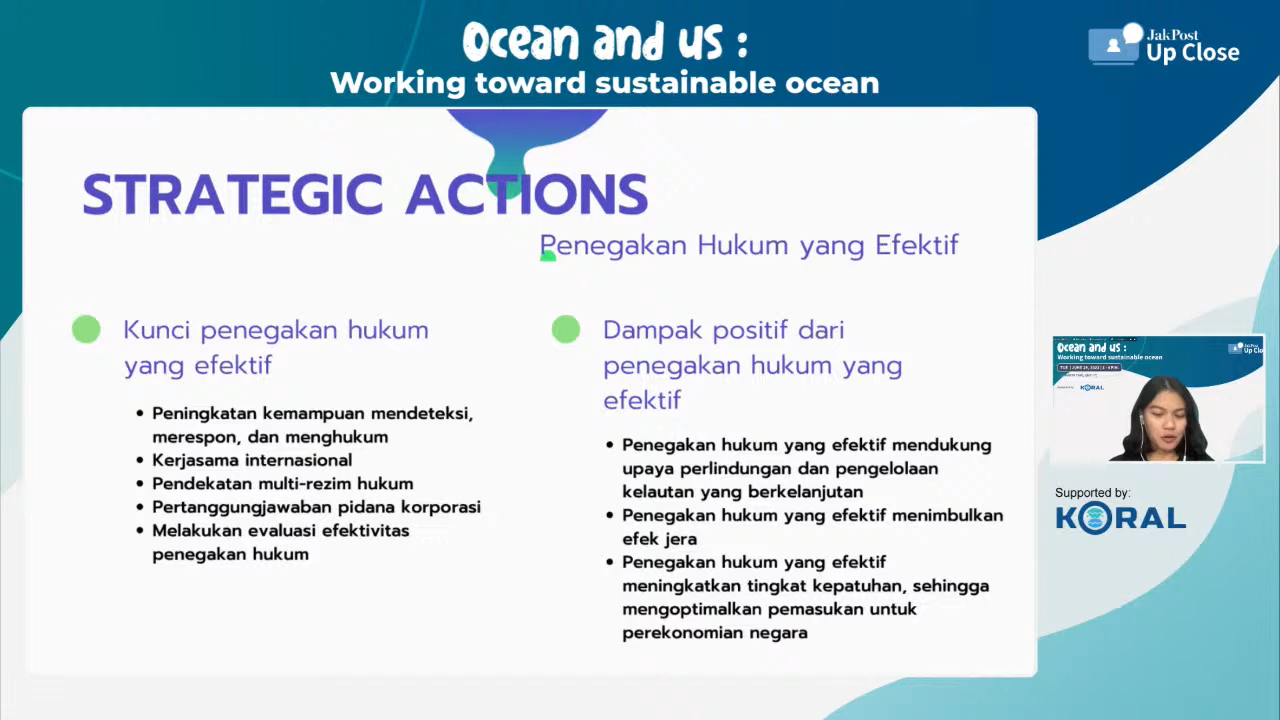 Ocean and us :
Working toward sustainable ocean
JakPost
Up Close
STRATEGIC ACTIONS
Penegakan Hukum yang Efektif
Kunci penegakan hukum
yang efektif
• Peningkatan kemampuan mendeteksi,
merespon, dan menghukum
• Kerjasama internasional
• Pendekatan multi-rezim hukum
• Pertanggungjawaban pidana korporasi
• Melakukan evaluasi efektivitas
penegakan hukum
Dampak positif dari
penegakan hukum yang
efektif
• Penegakan hukum yang efektif mendukung
upaya perlindungan dan pengelolaan
kelautan yang berkelanjutan
• Penegakan hukum yang efektif menimbulkan
efek jera
• Penegakan hukum yang efektif
meningkatkan tingkat kepatuhan, sehingga
mengoptimalkan pemasukan untuk
perekonomian negara
Ocean and us :
Working toward sustainable ocean
JakPost
Up Clo
KORAL
Supported by:
KORAL